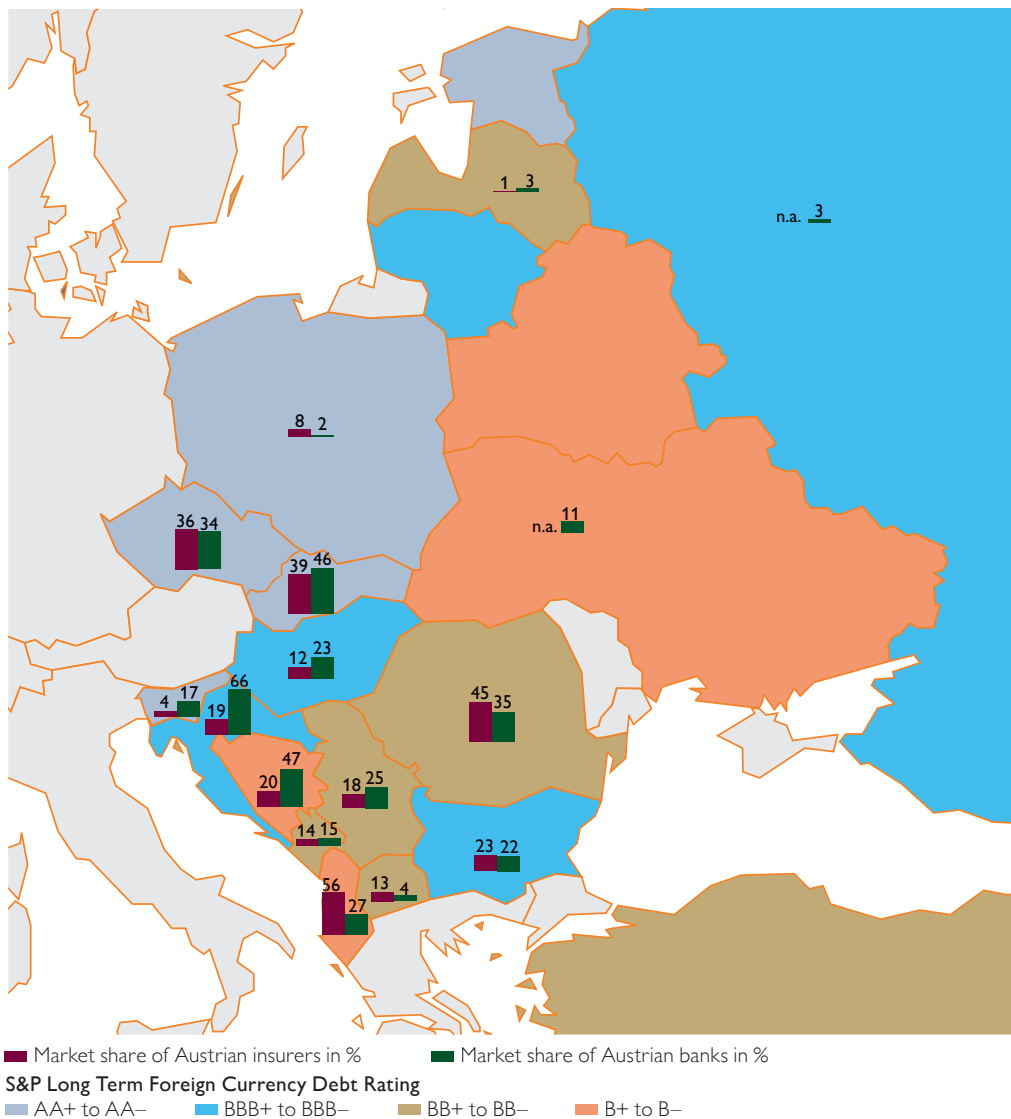 1 3
n.a. 3
8 2
n.a. 11
36 34
39 46
12 23
4 17
19 66
45 35
20 47
18 25
14 15
23 22
56 27
13 4
Market share of Austrian insurers in %
Market share of Austrian banks in %
S&P Long Term Foreign Currency Debt Rating
AA+ to AA– BBB+ to BBB– BB+ to BB– B+ to B–